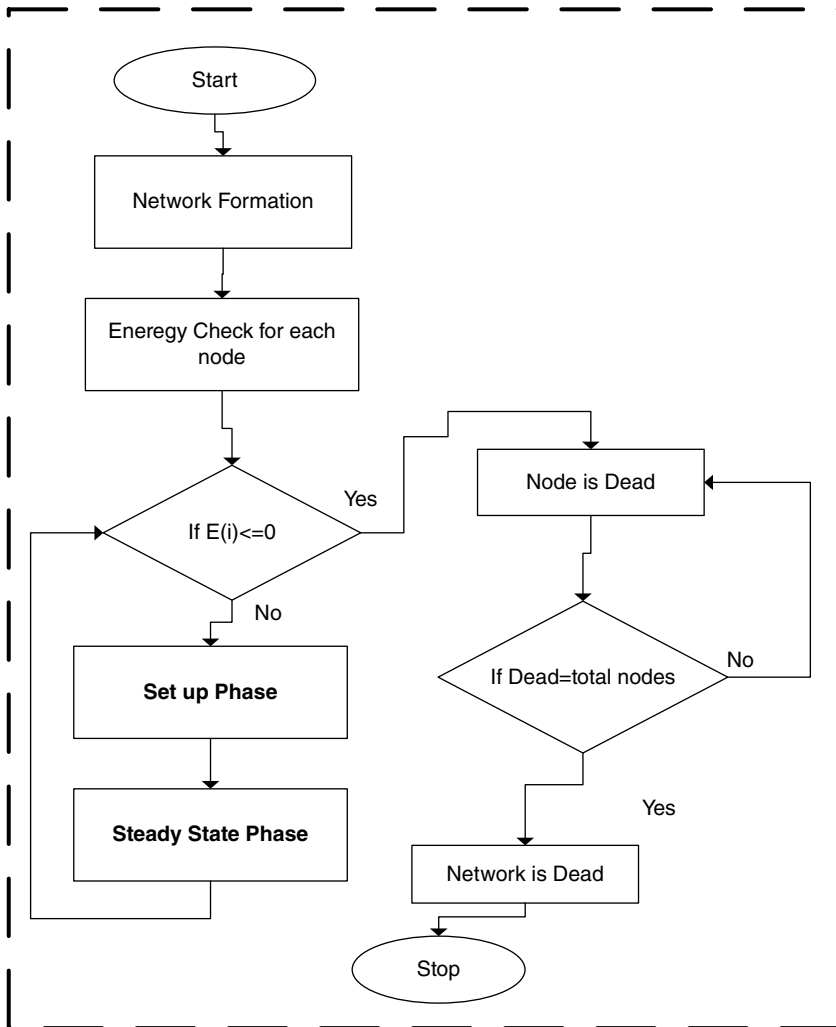 Start
Network Formation
Eneregy Check for each
node
If E(i)<=0
Yes
No
Set up Phase
Steady State Phase
Node is Dead
If Dead=total nodes
No
Yes
Network is Dead
Stop